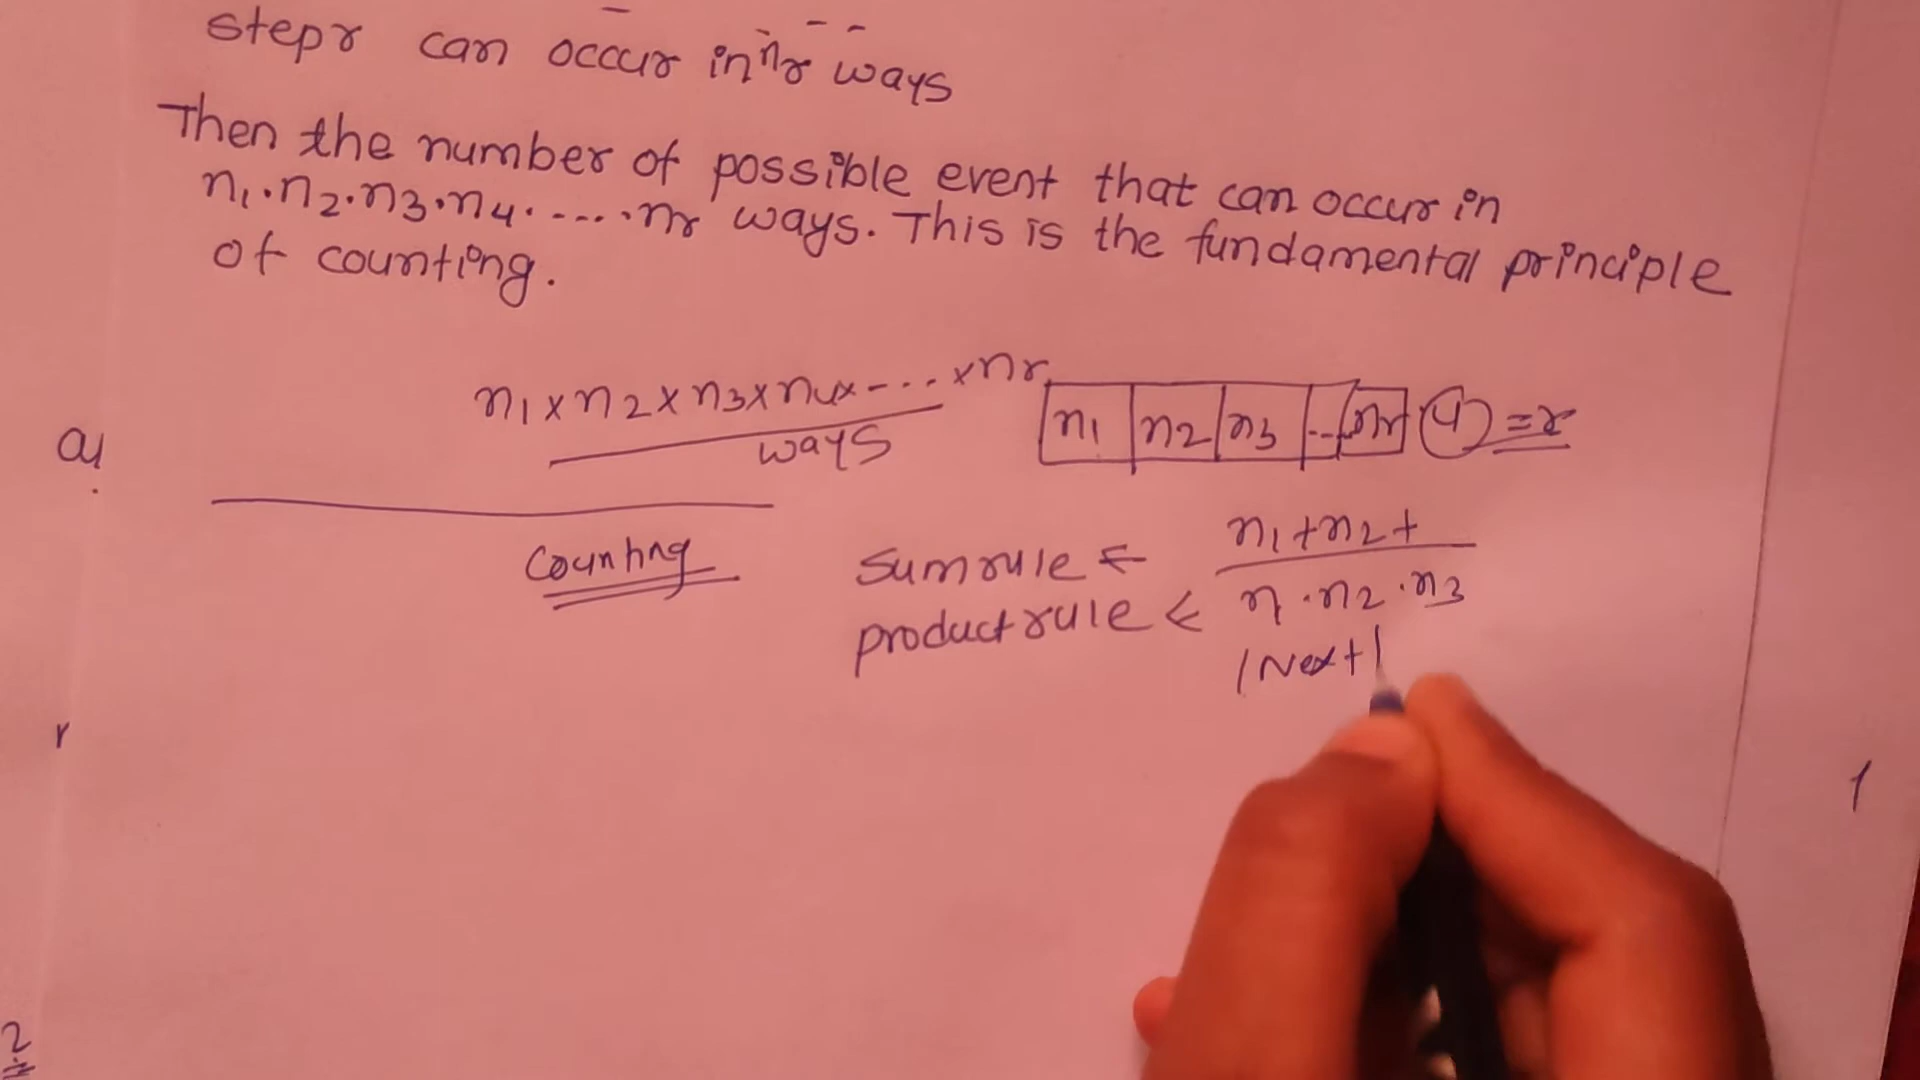 step r can occur in nr ways
Then the number of possible event that can occur in
n1.n2.n3.n4.....nr ways. This is the fundamental principle
of counting.
n1×n2×n3×n4×-...×nr
ways
n1 n2 n3 ... nr 4 = r
Counting
n1+n2+
sum rule ←
product rule < n.n2.n3
|Next|
r
1
2